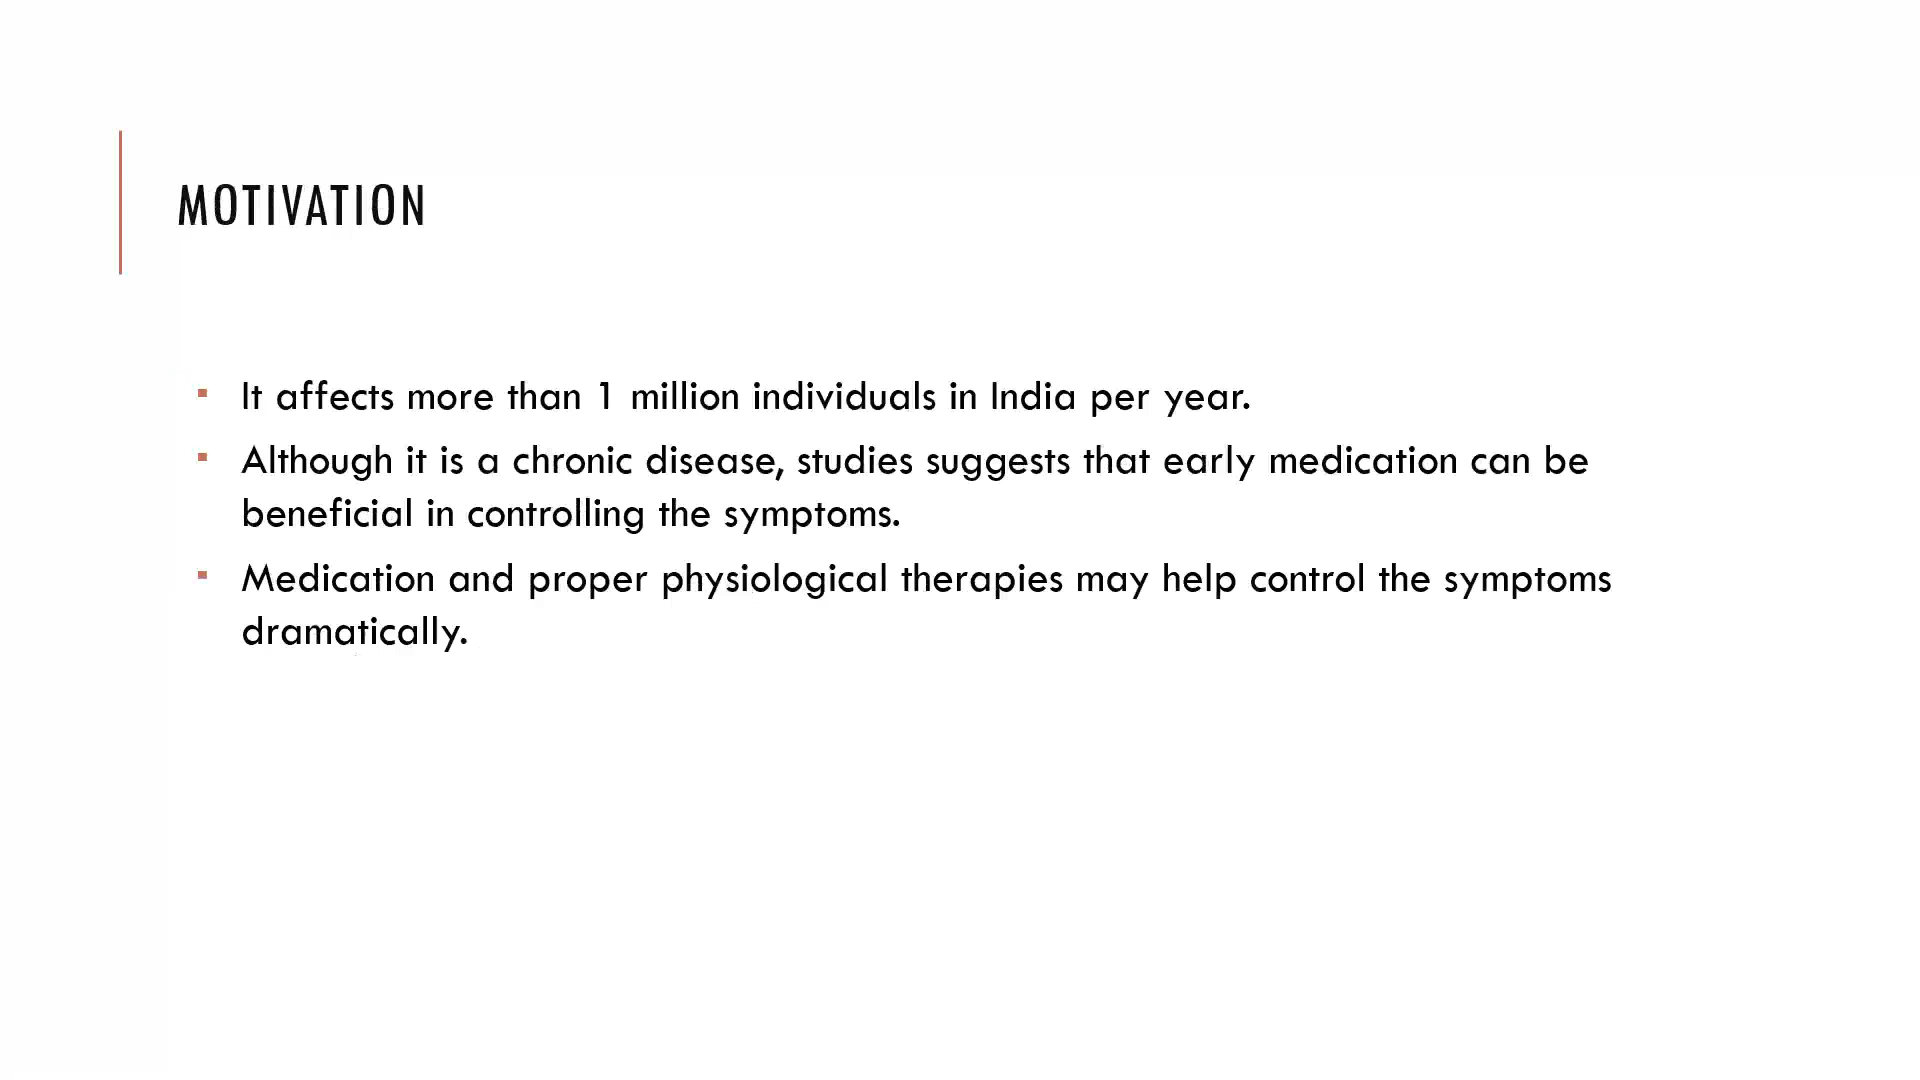 MOTIVATION
It affects more than 1 million individuals in India per year.
Although it is a chronic disease, studies suggests that early medication can be
beneficial in controlling the symptoms.
Medication and proper physiological therapies may help control the symptoms
dramatically.